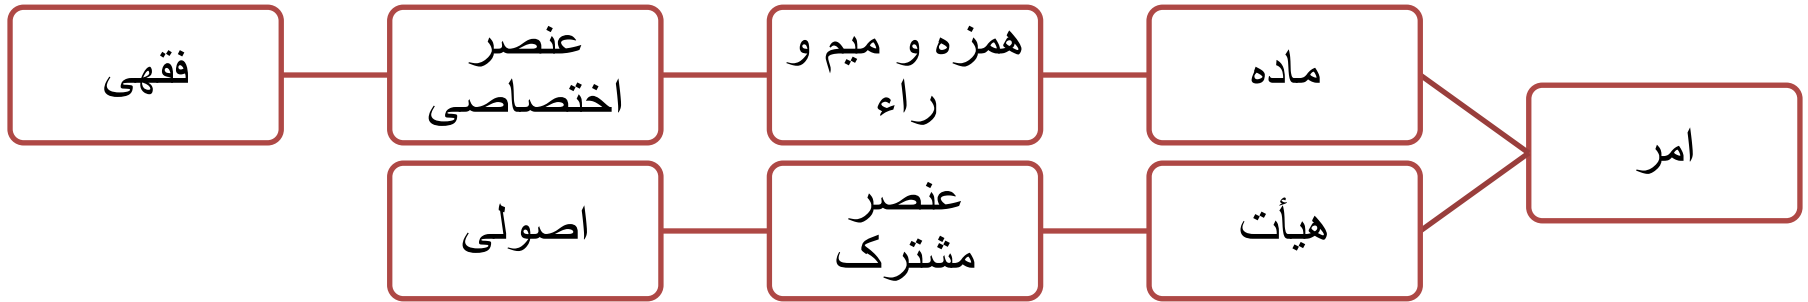 امر
ماده
همزه و میم و
راء
عنصر
اختصاصی
فقهی
هیأت
عنصر
مشترک
اصولی